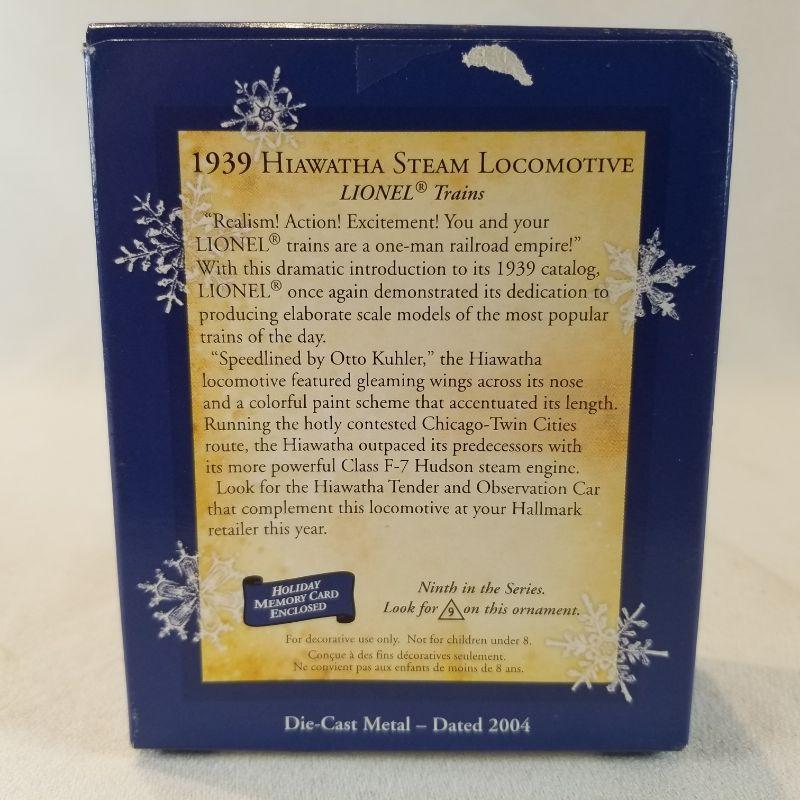 1939 HIAWATHA STEAM LOCOMOTIVE
LIONEL® Trains
“Realism! Action! Excitement! You and your
LIONEL® trains are a one-man railroad empire!”
With this dramatic introduction to its 1939 catalog,
LIONEL® once again demonstrated its dedication to
producing elaborate scale models of the most popular
trains of the day.
“Speedlined by Otto Kuhler,” the Hiawatha
locomotive featured gleaming wings across its nose
and a colorful paint scheme that accentuated its length.
Running the hotly contested Chicago-Twin Cities
route, the Hiawatha outpaced its predecessors with
its more powerful Class F-7 Hudson steam engine.
Look for the Hiawatha Tender and Observation Car
that complement this locomotive at your Hallmark
retailer this year.
HOLIDAY
MEMORY CARD
ENCLOSED
Ninth in the Series.
Look for 9 on this ornament.
For decorative use only. Not for children under 8.
Conçue à des fins décoratives seulement.
Ne convient pas aux enfants de moins de 8 ans.
Die-Cast Metal – Dated 2004